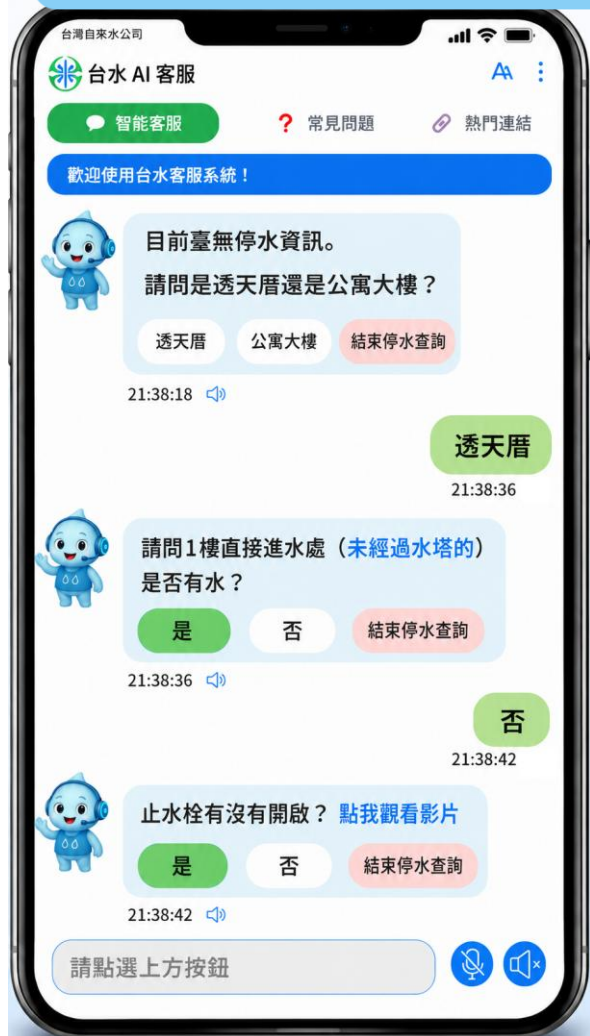 台灣自來水公司
台水 AI 客服
AA
智能客服
? 常見問題
熱門連結
歡迎使用台水客服系統！
目前臺無停水資訊。
請問是透天厝還是公寓大樓？
透天厝
公寓大樓
結束停水查詢
21:38:18
透天厝
21:38:36
請問1樓直接進水處（未經過水塔的）
是否有水？
是
否
結束停水查詢
21:38:36
否
21:38:42
止水栓有沒有開啟？ 點我觀看影片
是
否
結束停水查詢
21:38:42
請點選上方按鈕